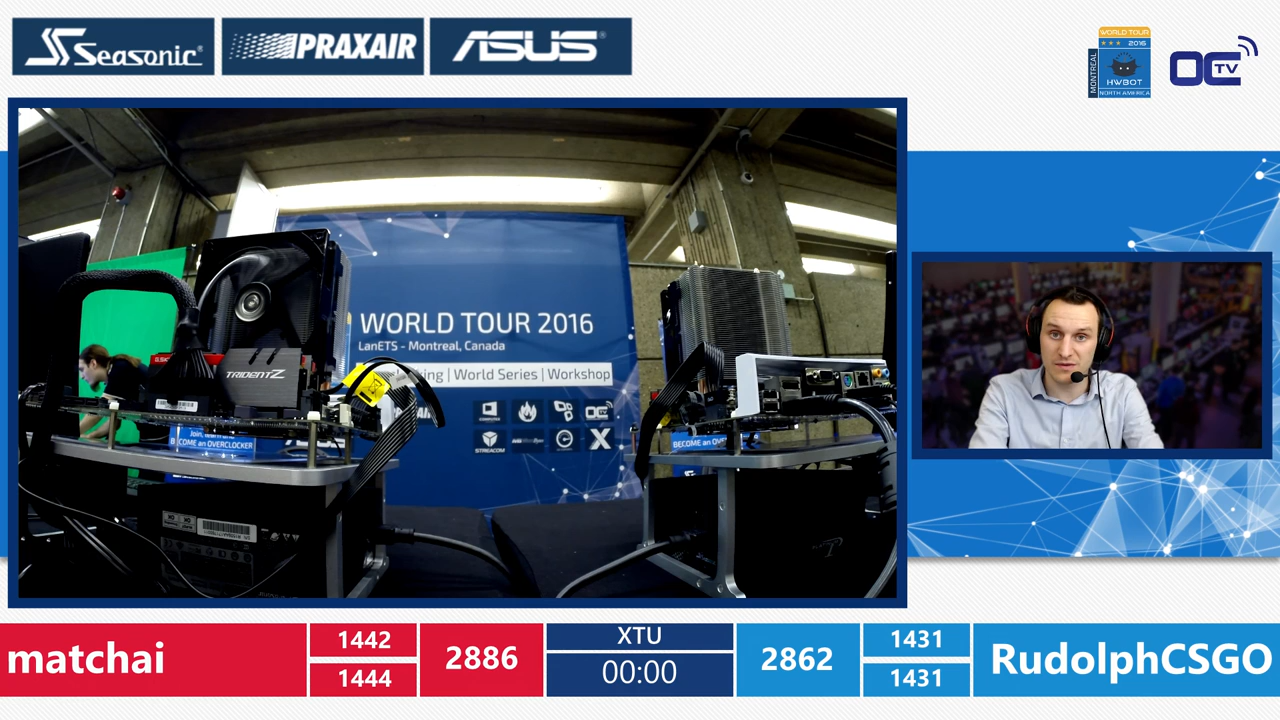 Seasonic
PRAXAIR
ASUS
WORLD TOUR
2016
MONTREAL
HWBOT
NORTH AMERICA
OC TV
WORLD TOUR 2016
LanETS - Montreal, Canada
king | World Series | Workshop
TRIDENT Z
BECOME an OVERCLOCKER
BECOME an
STREACOM
matchai
1442
1444
2886
XTU
00:00
2862
1431
1431
RudolphCSGO